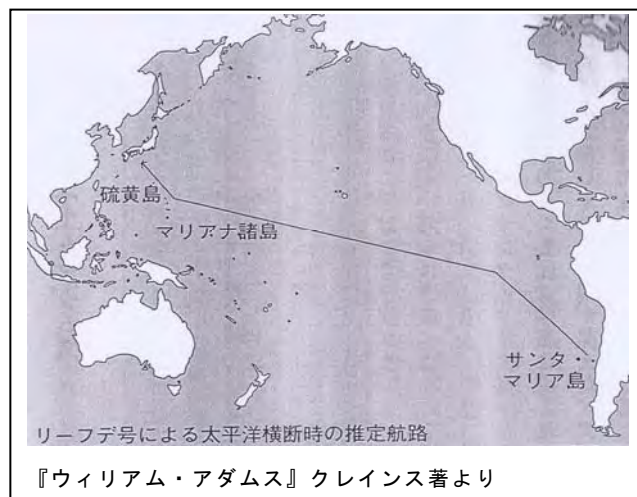 硫黄島
マリアナ諸島
サンタ・
マリア島
リーフデ号による太平洋横断時の推定航路
『ウィリアム・アダムス』クレインス著より